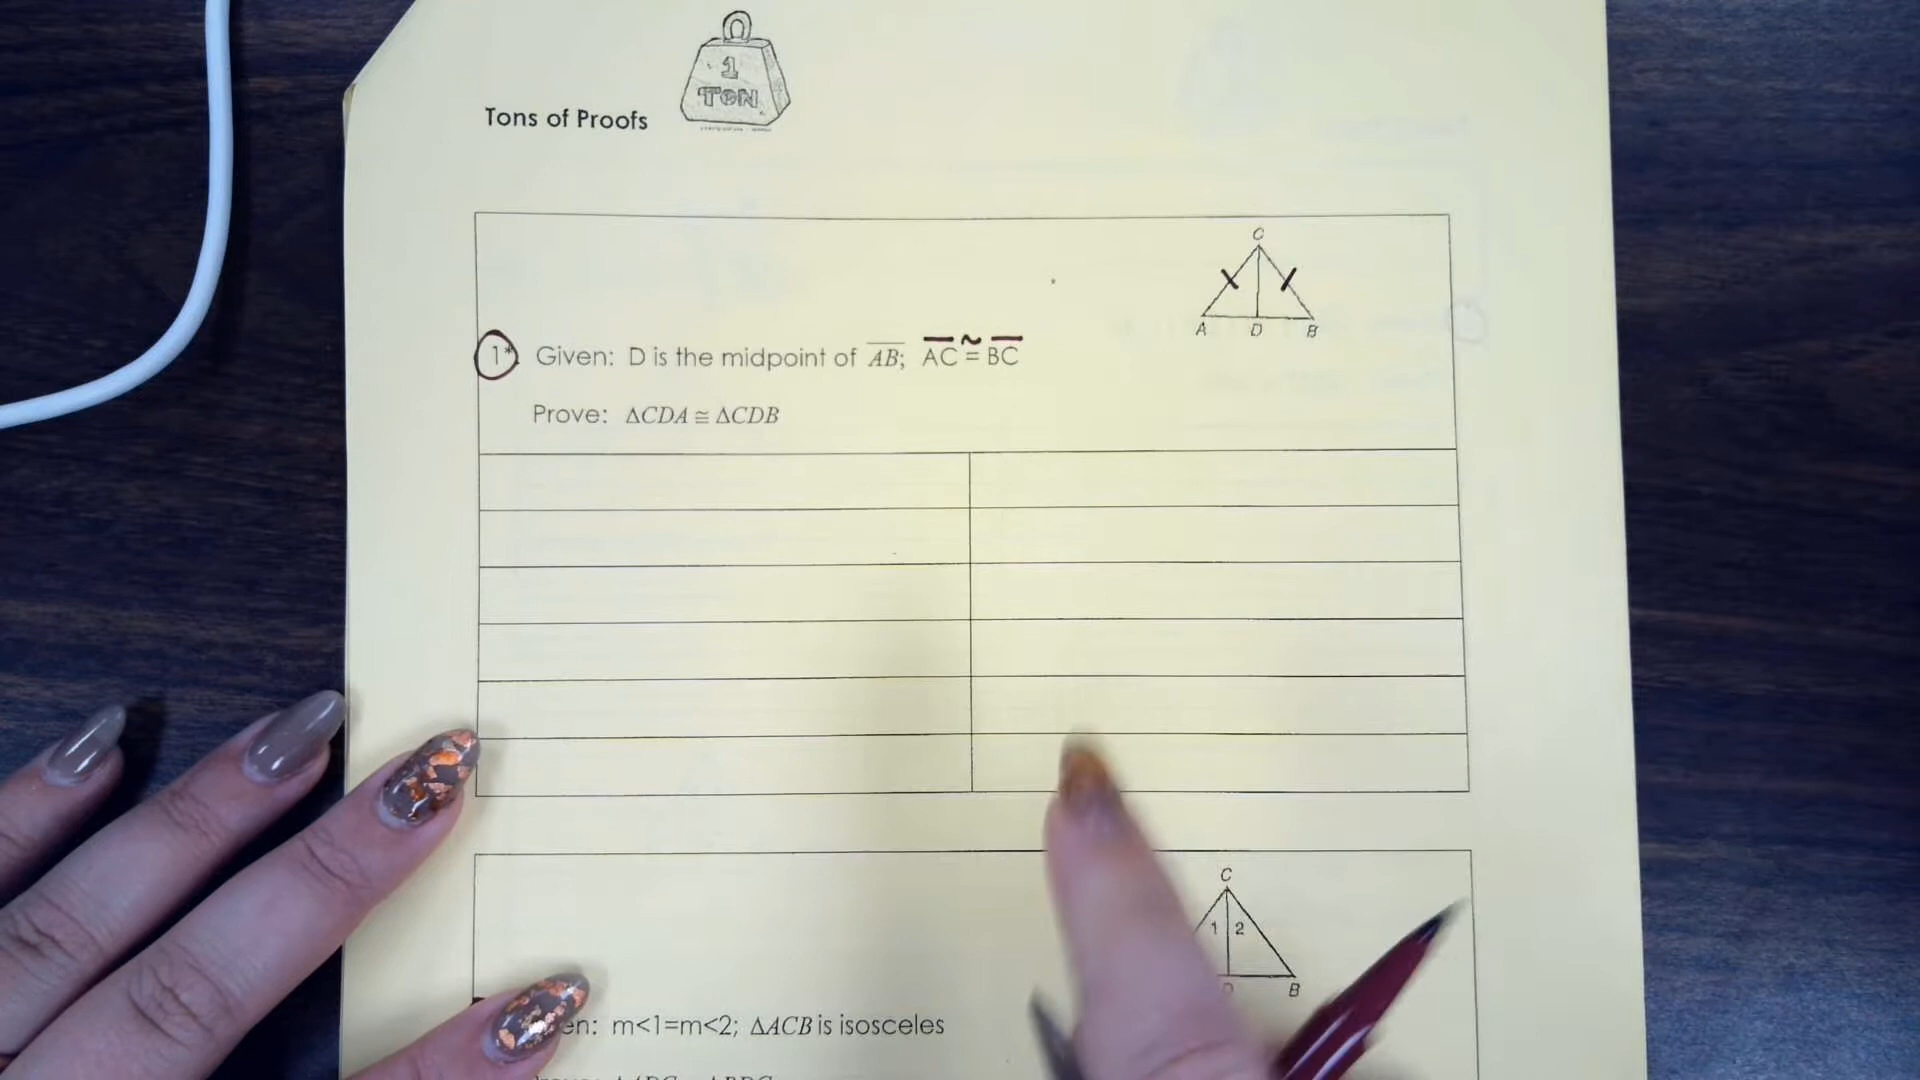 1
TON
Tons of Proofs
C
A D B
1* Given: D is the midpoint of AB; AC ≅ BC
Prove: ΔCDA ≅ ΔCDB
C
1 2
B
en: m<1=m<2; ΔACB is isosceles